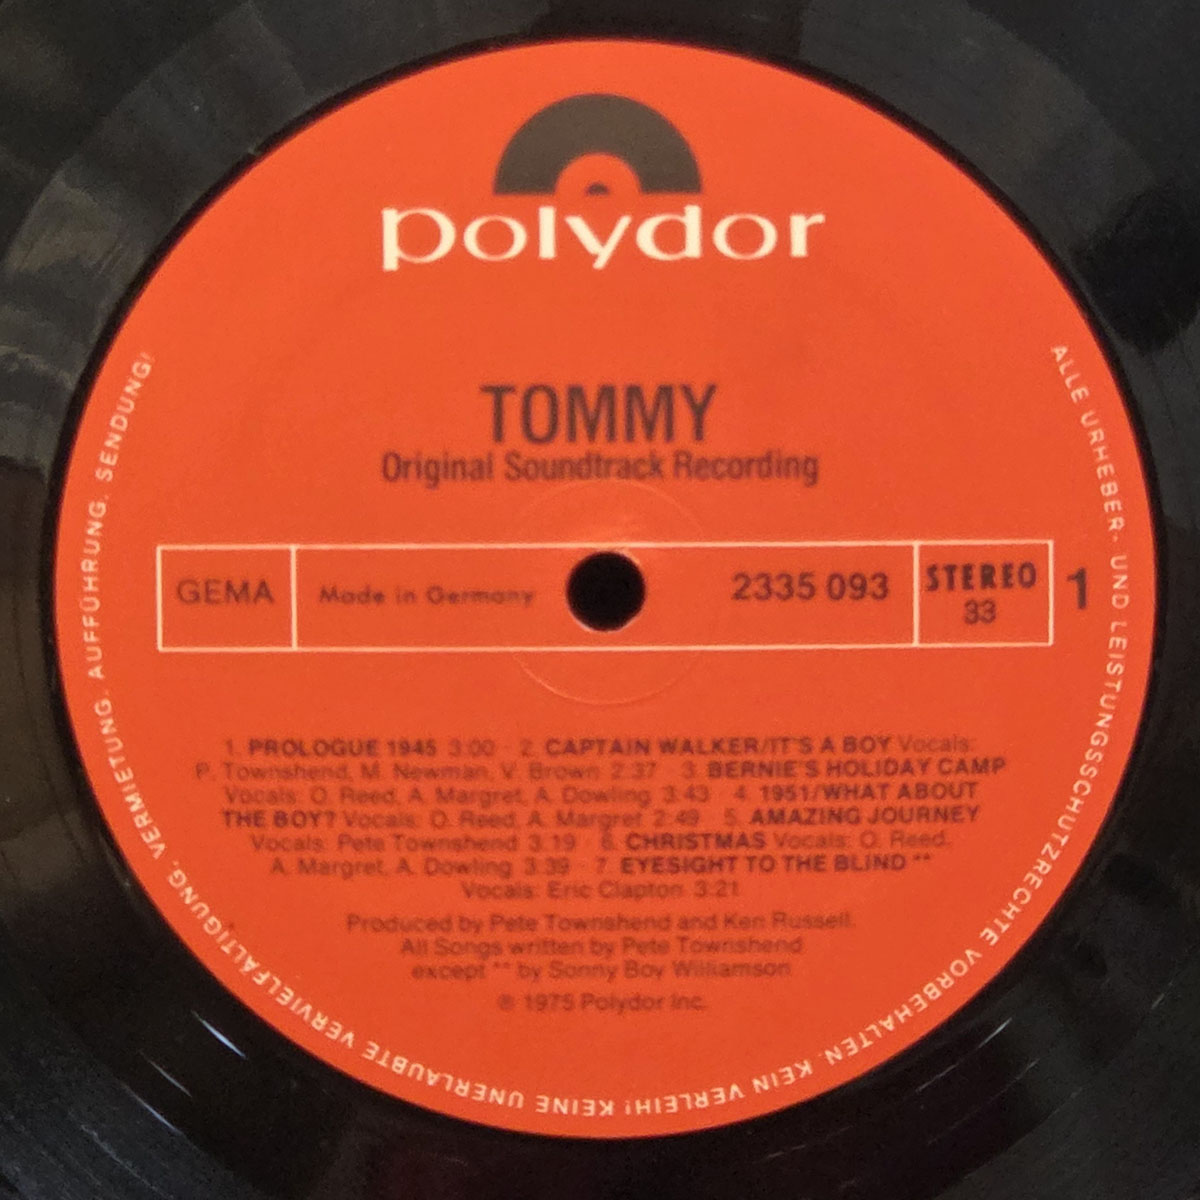 polydor
TOMMY
Original Soundtrack Recording
GEMA
Made in Germany
2335 093
STEREO
33
1
1. PROLOGUE 1945 3:00 · 2. CAPTAIN WALKER/IT'S A BOY Vocals:
P. Townshend, M. Newman, V. Brown 2:37 · 3. BERNIE'S HOLIDAY CAMP
Vocals: O. Reed, A. Margret, A. Dowling 3:43 · 4. 1951/WHAT ABOUT
THE BOY? Vocals: O. Reed, A. Margret 2:49 · 5. AMAZING JOURNEY
Vocals: Pete Townshend 3.19 · 6. CHRISTMAS Vocals: O. Reed,
A. Margret, A. Dowling 3:39 · 7. EYESIGHT TO THE BLIND **
Vocals: Eric Clapton 3:21
Produced by Pete Townshend and Ken Russell.
All Songs written by Pete Townshend
except ** by Sonny Boy Williamson
℗ 1975 Polydor Inc.
ALLE URHEBER- UND LEISTUNGSSCHUTZRECHTE VORBEHALTEN. KEIN VERLEIH! KEINE UNERLAUBTE VERVIELFÄLTIGUNG, VERMIETUNG, AUFFÜHRUNG, SENDUNG!